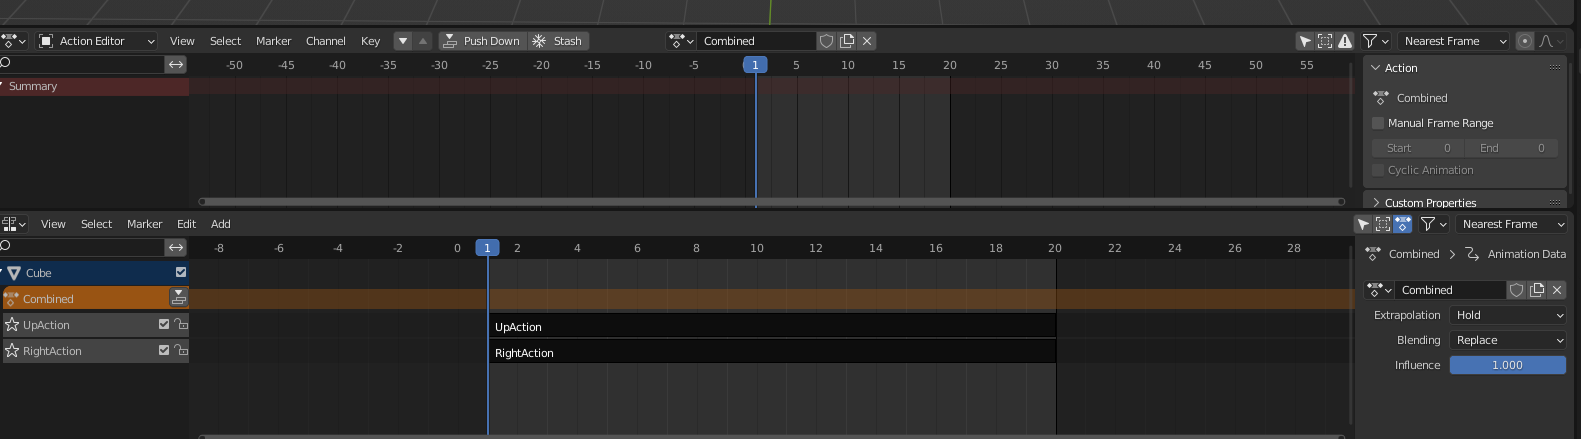 Action Editor View Select Marker Channel Key Push Down Stash Combined Nearest Frame
-50 -45 -40 -35 -30 -25 -20 -15 -10 -5 1 5 10 15 20 25 30 35 40 45 50 55
Action
Summary
Combined
Manual Frame Range
Start 0 End 0
Cyclic Animation
Custom Properties
View Select Marker Edit Add Nearest Frame
-8 -6 -4 -2 0 1 2 4 6 8 10 12 14 16 18 20 22 24 26 28
Combined Animation Data
Cube
Combined
Combined
Extrapolation Hold
UpAction UpAction
Blending Replace
RightAction RightAction
Influence 1.000